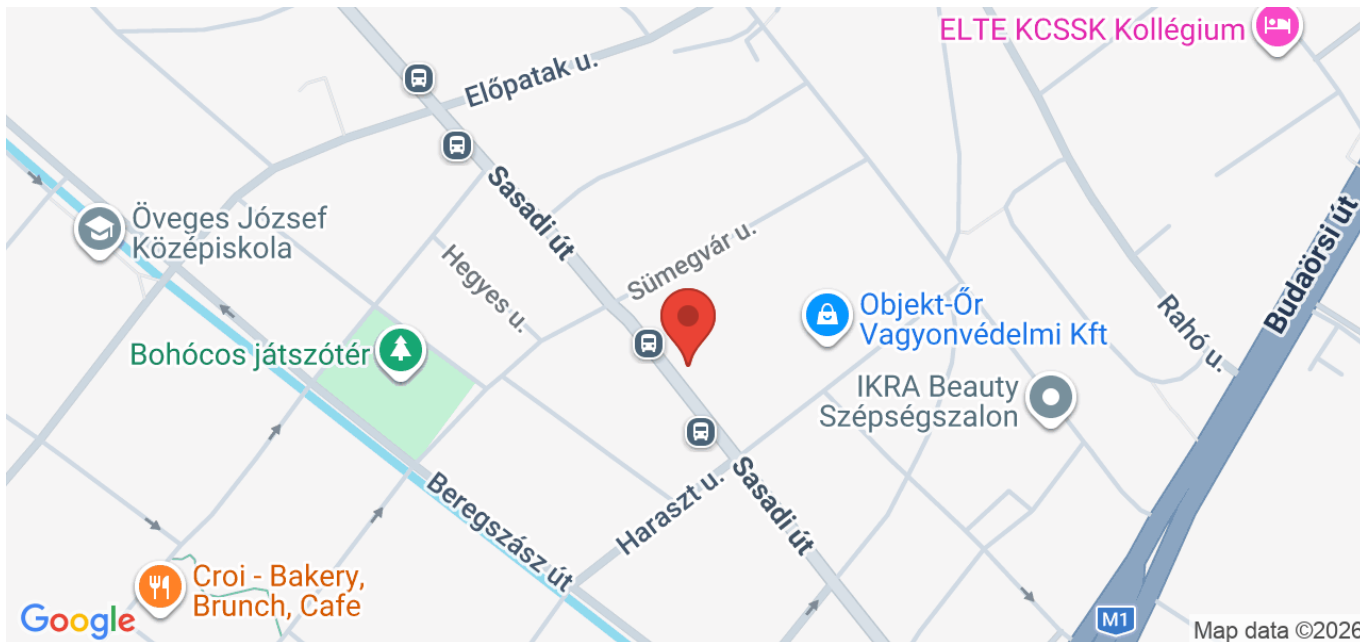 ELTE KCSSK Kollégium
Előpatak u.
Sasadi út
Öveges József
Középiskola
Hegyes u.
Sümegvár u.
Budaörsi út
Rahó u.
Objekt-Őr
Vagyonvédelmi Kft
Bohócos játszótér
IKRA Beauty
Szépségszalon
Beregszász út
Haraszt u.
Sasadi út
Croi - Bakery,
Brunch, Cafe
Google
M1
Map data ©2026